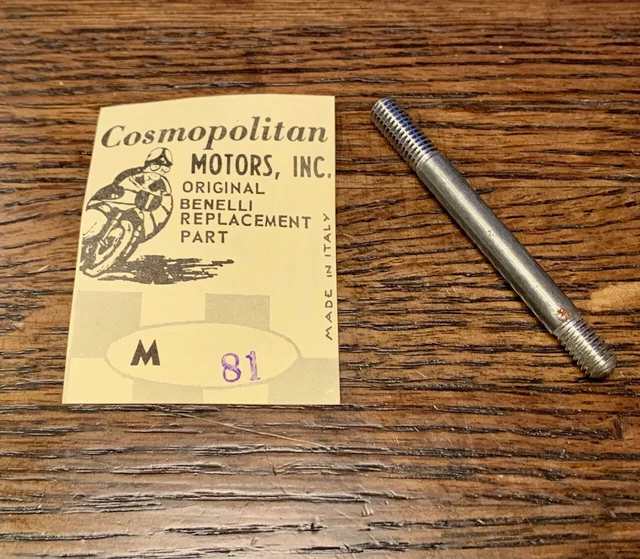 Cosmopolitan
MOTORS, INC.
ORIGINAL
BENELLI
REPLACEMENT
PART
MADE IN ITALY
M 81